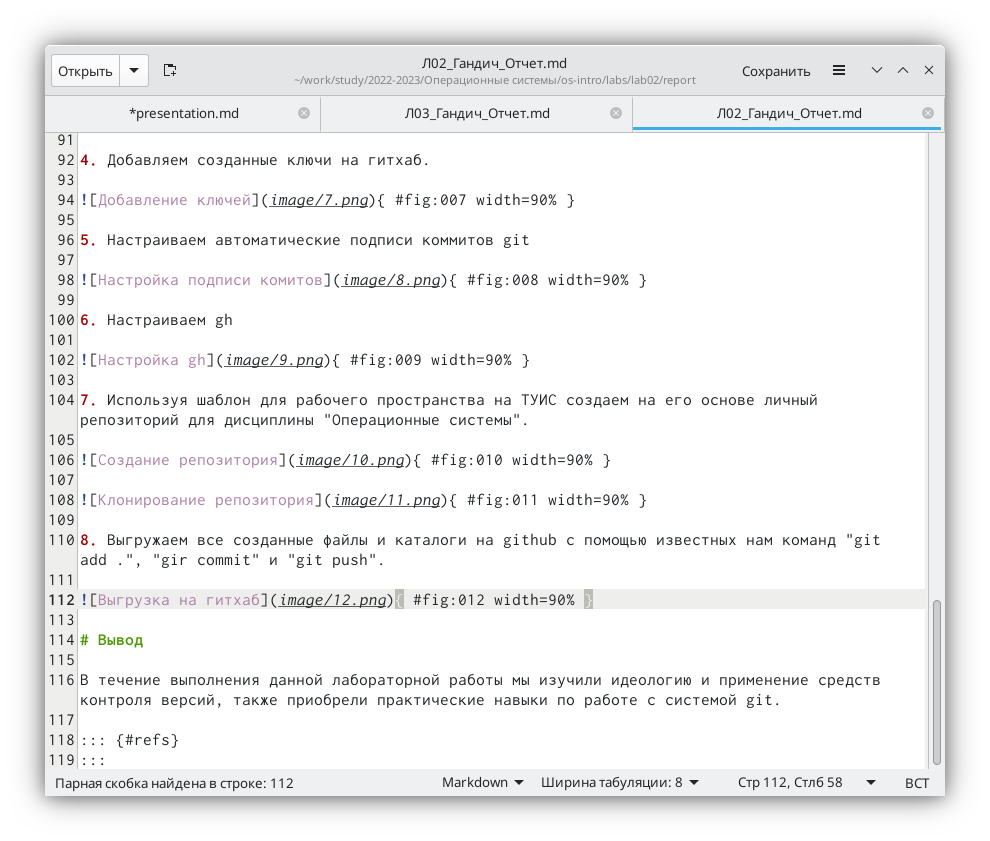 Открыть
Л02_Гандич_Отчет.md
~/work/study/2022-2023/Операционные системы/os-intro/labs/lab02/report
Сохранить
*presentation.md
Л03_Гандич_Отчет.md
Л02_Гандич_Отчет.md
91
92 4. Добавляем созданные ключи на гитхаб.
93
94 ![Добавление ключей](image/7.png){ #fig:007 width=90% }
95
96 5. Настраиваем автоматические подписи коммитов git
97
98 ![Настройка подписи комитов](image/8.png){ #fig:008 width=90% }
99
100 6. Настраиваем gh
101
102 ![Настройка gh](image/9.png){ #fig:009 width=90% }
103
104 7. Используя шаблон для рабочего пространства на ТУИС создаем на его основе личный
репозиторий для дисциплины "Операционные системы".
105
106 ![Создание репозитория](image/10.png){ #fig:010 width=90% }
107
108 ![Клонирование репозитория](image/11.png){ #fig:011 width=90% }
109
110 8. Выгружаем все созданные файлы и каталоги на github с помощью известных нам команд "git
add .", "gir commit" и "git push".
111
112 ![Выгрузка на гитхаб](image/12.png){ #fig:012 width=90% }
113
114 # Вывод
115
116 В течение выполнения данной лабораторной работы мы изучили идеологию и применение средств
контроля версий, также приобрели практические навыки по работе с системой git.
117
118 ::: {#refs}
119 :::
Парная скобка найдена в строке: 112
Markdown
Ширина табуляции: 8
Стр 112, Стлб 58
ВСТ